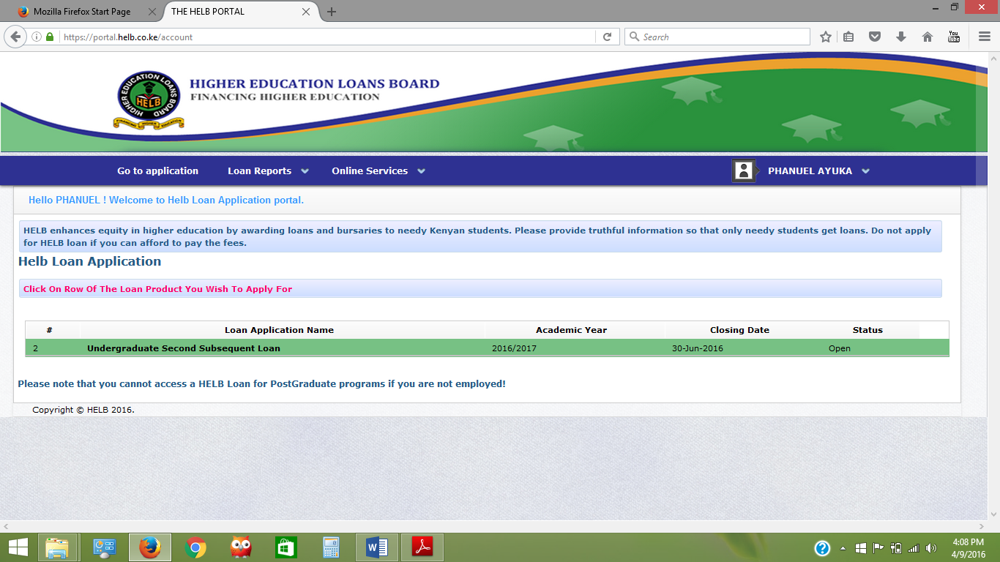 Mozilla Firefox Start Page
THE HELB PORTAL
https://portal.helb.co.ke/account
Search
You Tube
HIGHER EDUCATION LOANS BOARD
HELB
FINANCING HIGHER EDUCATION
HIGHER EDUCATION LOANS BOARD
FINANCING HIGHER EDUCATION
Go to application Loan Reports Online Services PHANUEL AYUKA
Hello PHANUEL ! Welcome to Helb Loan Application portal.
HELB enhances equity in higher education by awarding loans and bursaries to needy Kenyan students. Please provide truthful information so that only needy students get loans. Do not apply
for HELB loan if you can afford to pay the fees.
Helb Loan Application
Click On Row Of The Loan Product You Wish To Apply For
# Loan Application Name Academic Year Closing Date Status
2 Undergraduate Second Subsequent Loan 2016/2017 30-Jun-2016 Open
Please note that you cannot access a HELB Loan for PostGraduate programs if you are not employed!
Copyright © HELB 2016.
4:08 PM
4/9/2016